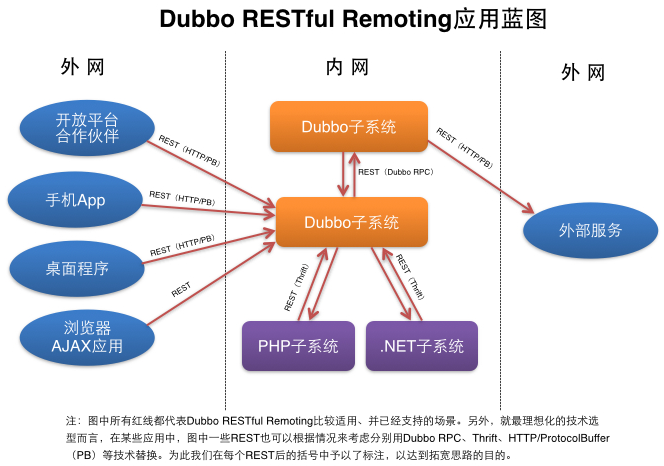 Dubbo RESTful Remoting应用蓝图
外 网
内 网
外 网
开放平台
合作伙伴
手机App
桌面程序
浏览器
AJAX应用
REST（HTTP/PB）
REST（HTTP/PB）
REST（HTTP/PB）
REST
Dubbo子系统
REST（Dubbo RPC）
Dubbo子系统
REST（Thrift）
REST（Thrift）
PHP子系统
.NET子系统
REST（HTTP/PB）
外部服务
注：图中所有红线都代表Dubbo RESTful Remoting比较适用、并已经支持的场景。另外，就最理想化的技术选
型而言，在某些应用中，图中一些REST也可以根据情况来考虑分别用Dubbo RPC、Thrift、HTTP/ProtocolBuffer
（PB）等技术替换。为此我们在每个REST后的括号中予以了标注，以达到拓宽思路的目的。